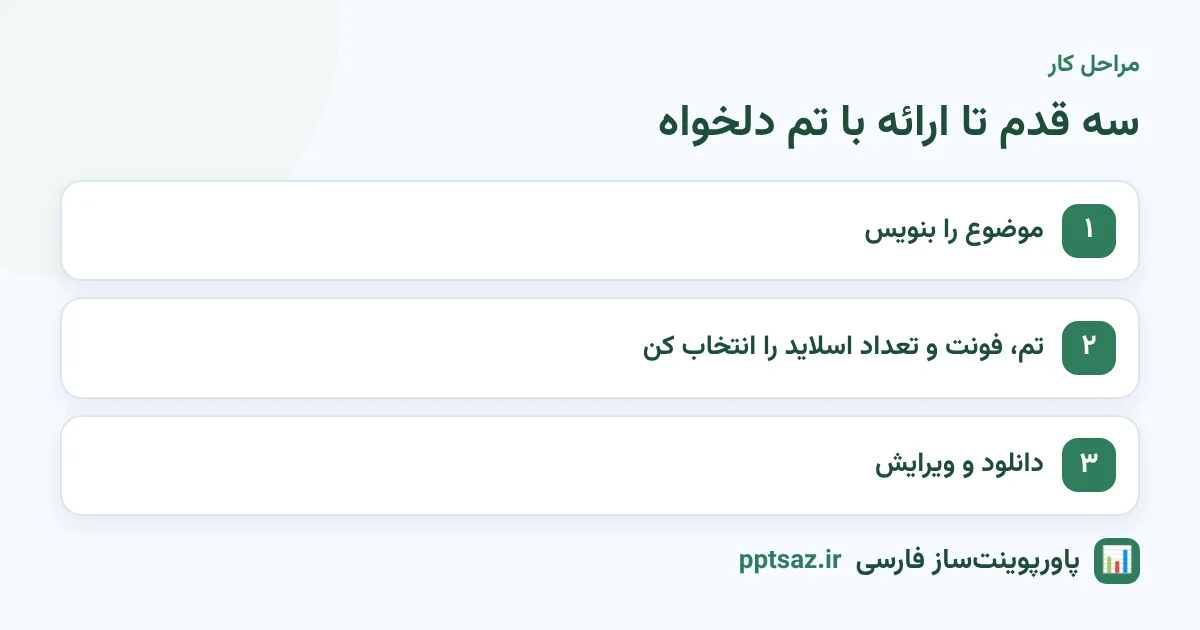 مراحل کار
سه قدم تا ارائه با تم دلخواه
۱ موضوع را بنویس
۲ تم، فونت و تعداد اسلاید را انتخاب کن
۳ دانلود و ویرایش
پاورپوینت‌ساز فارسی pptsaz.ir